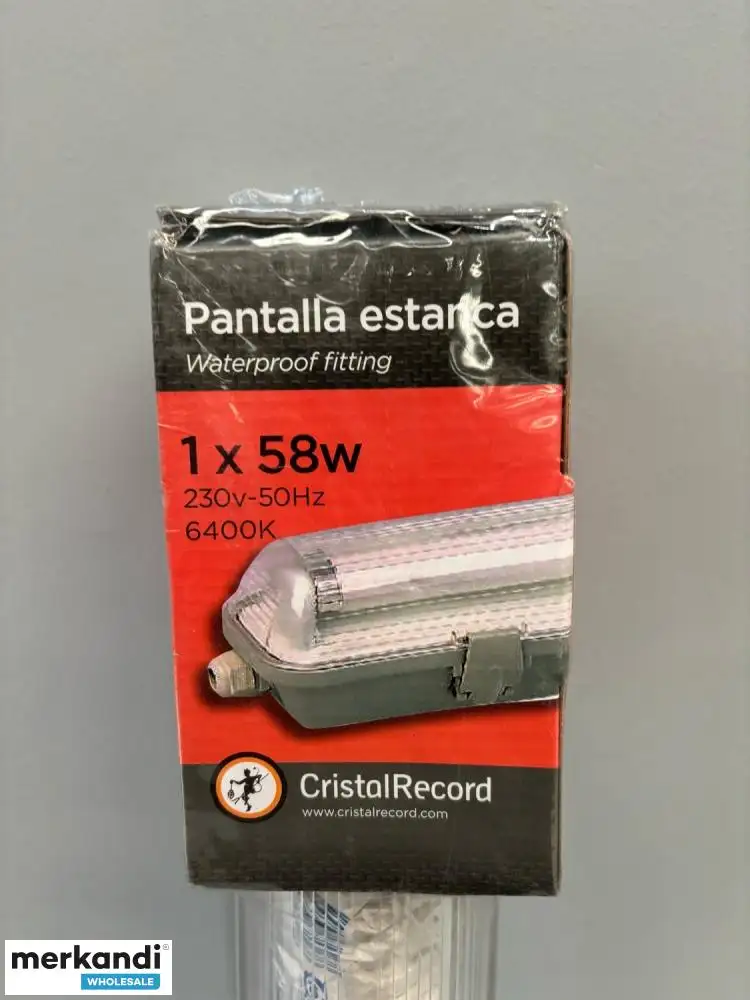 Pantalla estanca
Waterproof fitting
1 x 58w
230v-50Hz
6400K
CristalRecord
www.cristalrecord.com
merkandi®
WHOLESALE